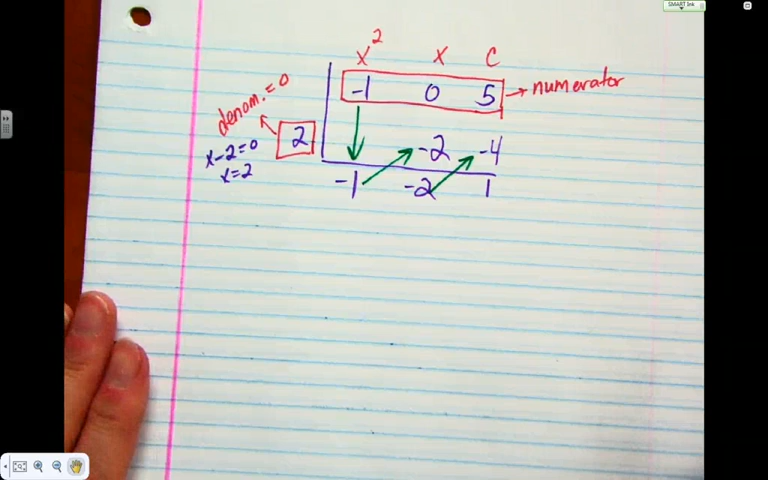 SMART Ink
x² x c
-1 0 5 → numerator
denom. = 0
2 -2 -4
x-2=0
x=2
-1 -2 1